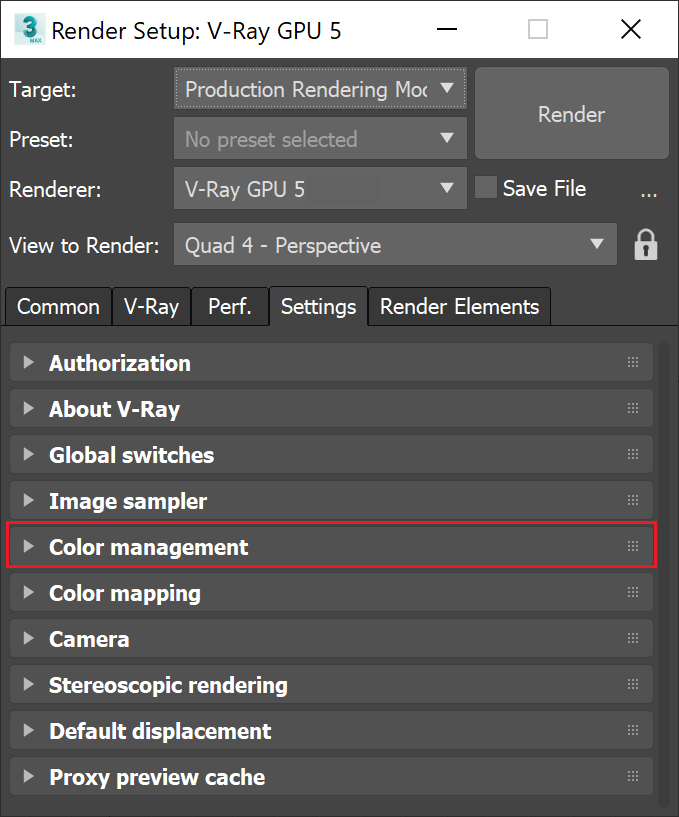 3 MAX Render Setup: V-Ray GPU 5
Target: Production Rendering Mod
Render
Preset: No preset selected
Renderer: V-Ray GPU 5 Save File ...
View to Render: Quad 4 - Perspective
Common V-Ray Perf. Settings Render Elements
Authorization
About V-Ray
Global switches
Image sampler
Color management
Color mapping
Camera
Stereoscopic rendering
Default displacement
Proxy preview cache